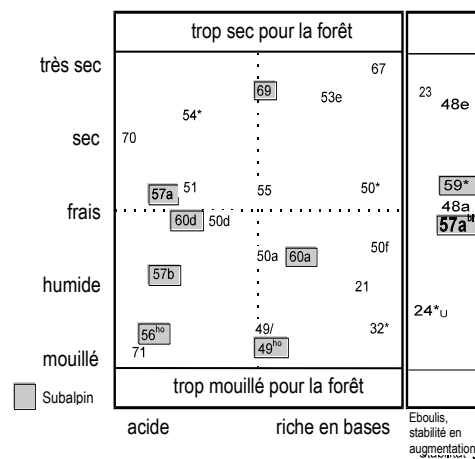 trop sec pour la forêt
très sec
67
69
53e
23
48e
54*
sec
70
57a
51
55
50*
59*
48a
frais
60d
50d
57a
50a
60a
50f
humide
57b
21
24*U
56ho
49/
32*
49ho
mouillé
71
trop mouillé pour la forêt
Subalpin
acide
riche en bases
Eboulis,
stabilité en
augmentation